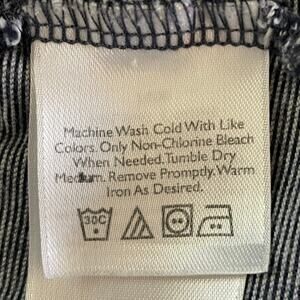 Machine Wash Cold With Like
Colors. Only Non-Chlorine Bleach
When Needed. Tumble Dry
Medium. Remove Promptly. Warm
Iron As Desired.
30C